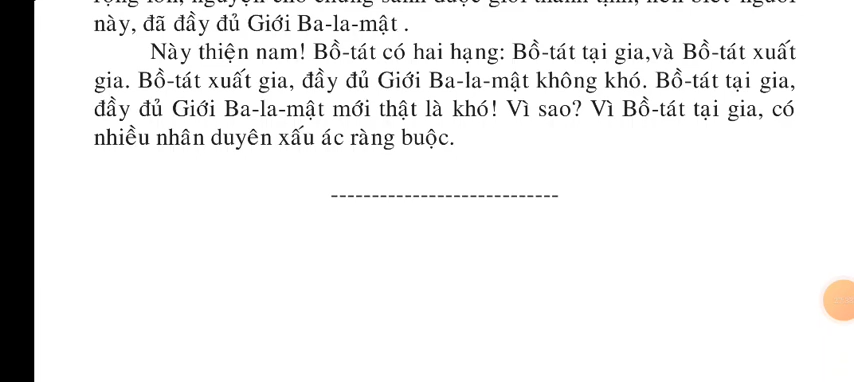 này, đã đầy đủ Giới Ba-la-mật .
Này thiện nam! Bồ-tát có hai hạng: Bồ-tát tại gia,và Bồ-tát xuất
gia. Bồ-tát xuất gia, đầy đủ Giới Ba-la-mật không khó. Bồ-tát tại gia,
đầy đủ Giới Ba-la-mật mới thật là khó! Vì sao? Vì Bồ-tát tại gia, có
nhiều nhân duyên xấu ác ràng buộc.
----------------------------